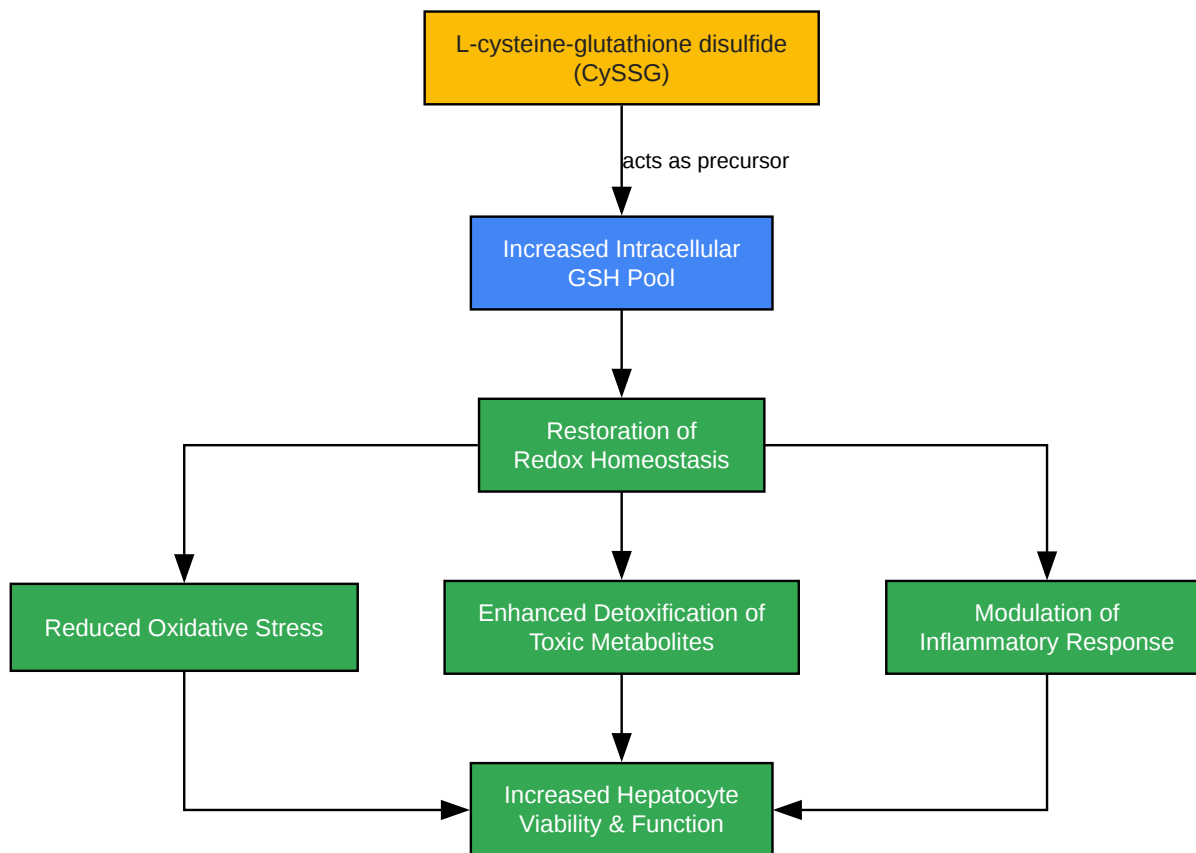 L-cysteine-glutathione disulfide
(CySSG)
acts as precursor
Increased Intracellular
GSH Pool
Restoration of
Redox Homeostasis
Reduced Oxidative Stress
Enhanced Detoxification of
Toxic Metabolites
Modulation of
Inflammatory Response
Increased Hepatocyte
Viability & Function